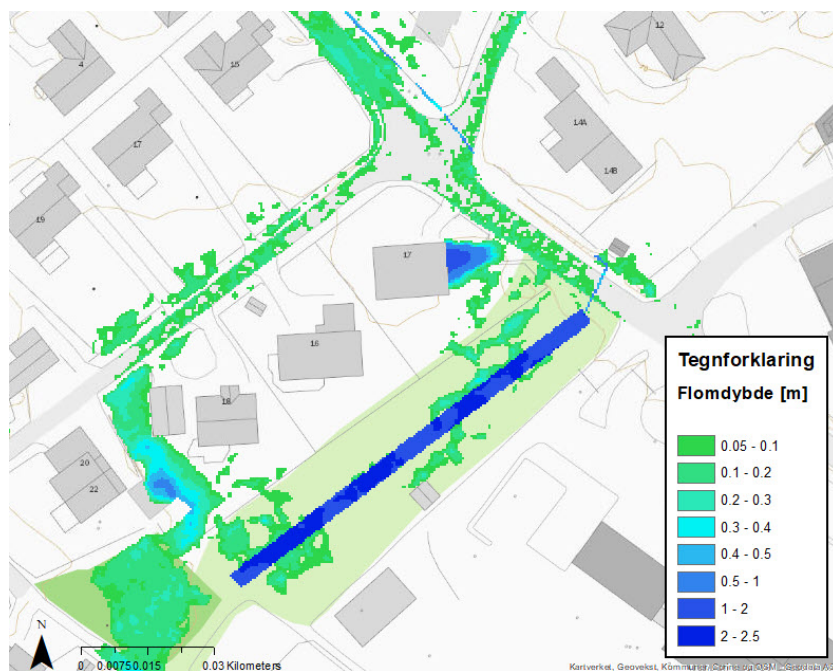 4
15
12
17
14A
14B
19
17
16
18
20
22
Tegnforklaring
Flomdybde [m]
0.05 - 0.1
0.1 - 0.2
0.2 - 0.3
0.3 - 0.4
0.4 - 0.5
0.5 - 1
1 - 2
2 - 2.5
N
0 0.0075 0.015 0.03 Kilometers
Kartverket, Geovekst, Kommuner,